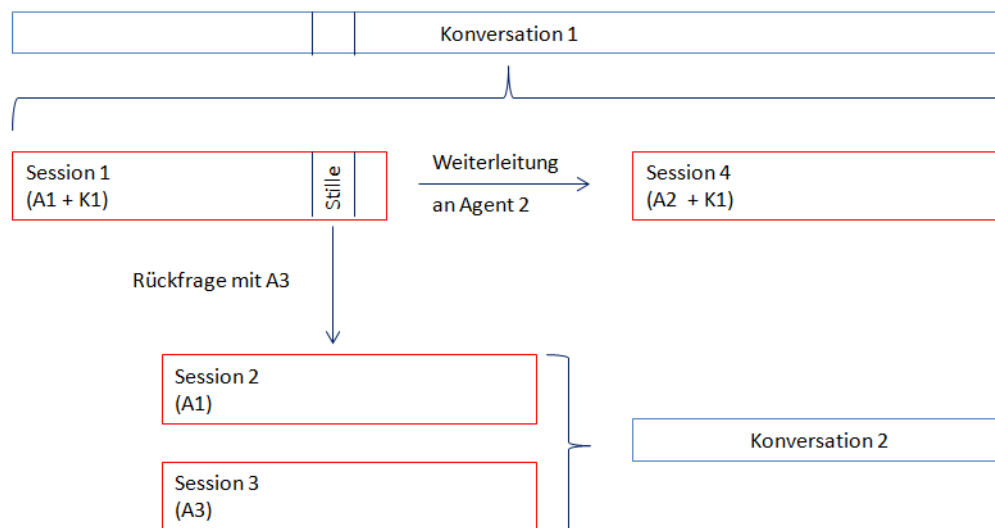 Konversation 1
Session 1
(A1 + K1)
Stille
Weiterleitung
an Agent 2
Session 4
(A2 + K1)
Rückfrage mit A3
Session 2
(A1)
Konversation 2
Session 3
(A3)